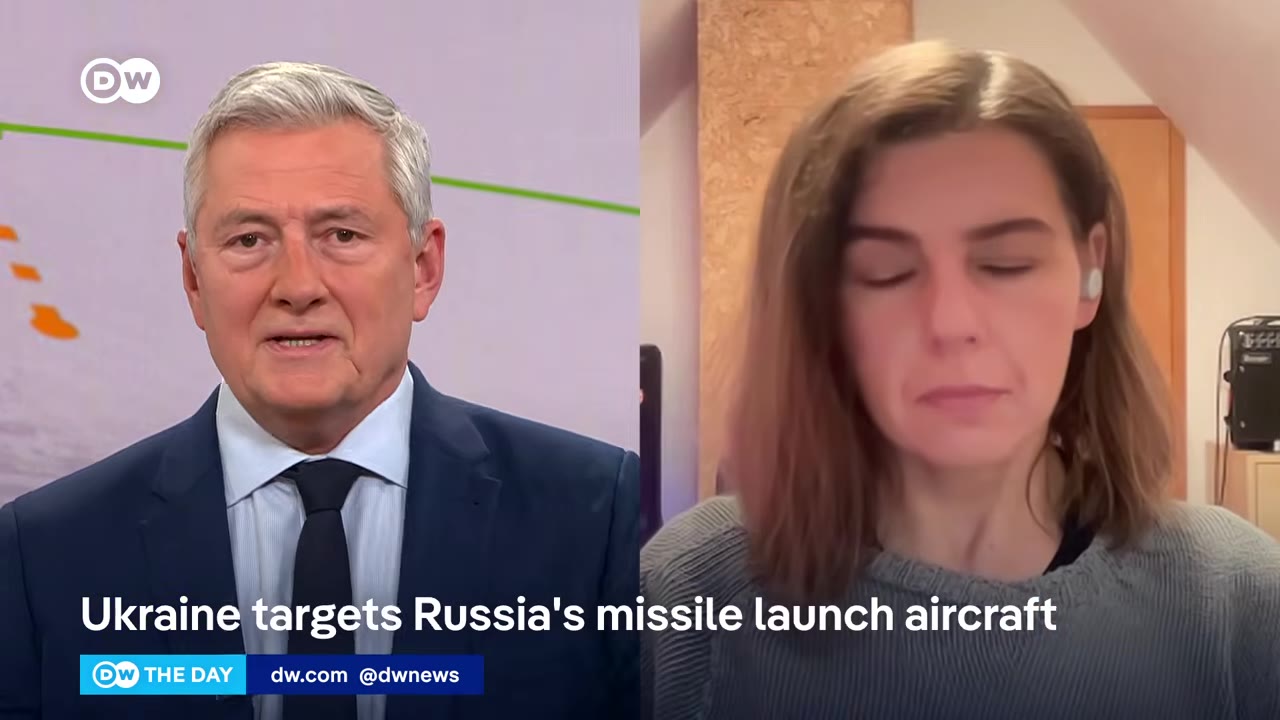 DW
Ukraine targets Russia's missile launch aircraft
DW THE DAY
dw.com @dwnews